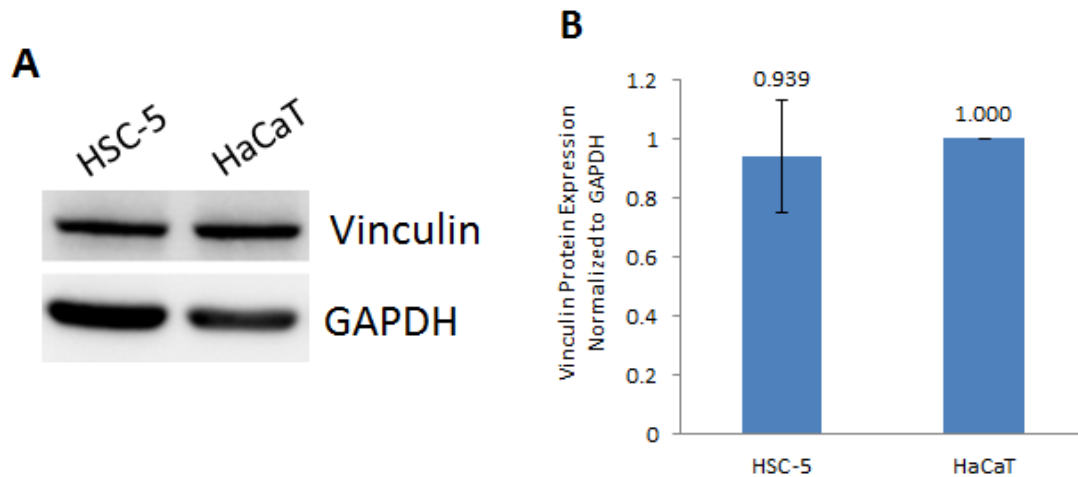 A
HSC-5
HaCaT
Vinculin
GAPDH
B
Vinculin Protein Expression
Normalized to GAPDH
1.2
1
0.8
0.6
0.4
0.2
0
0.939
1.000
HSC-5
HaCaT